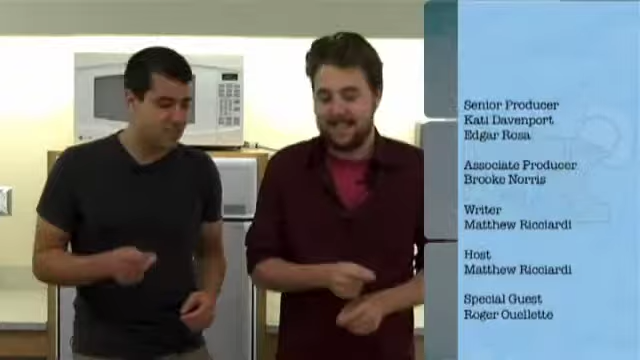 Senior Producer
Kati Davenport
Edgar Rosa
Associate Producer
Brooke Norris
Writer
Matthew Ricciardi
Host
Matthew Ricciardi
Special Guest
Roger Ouellette